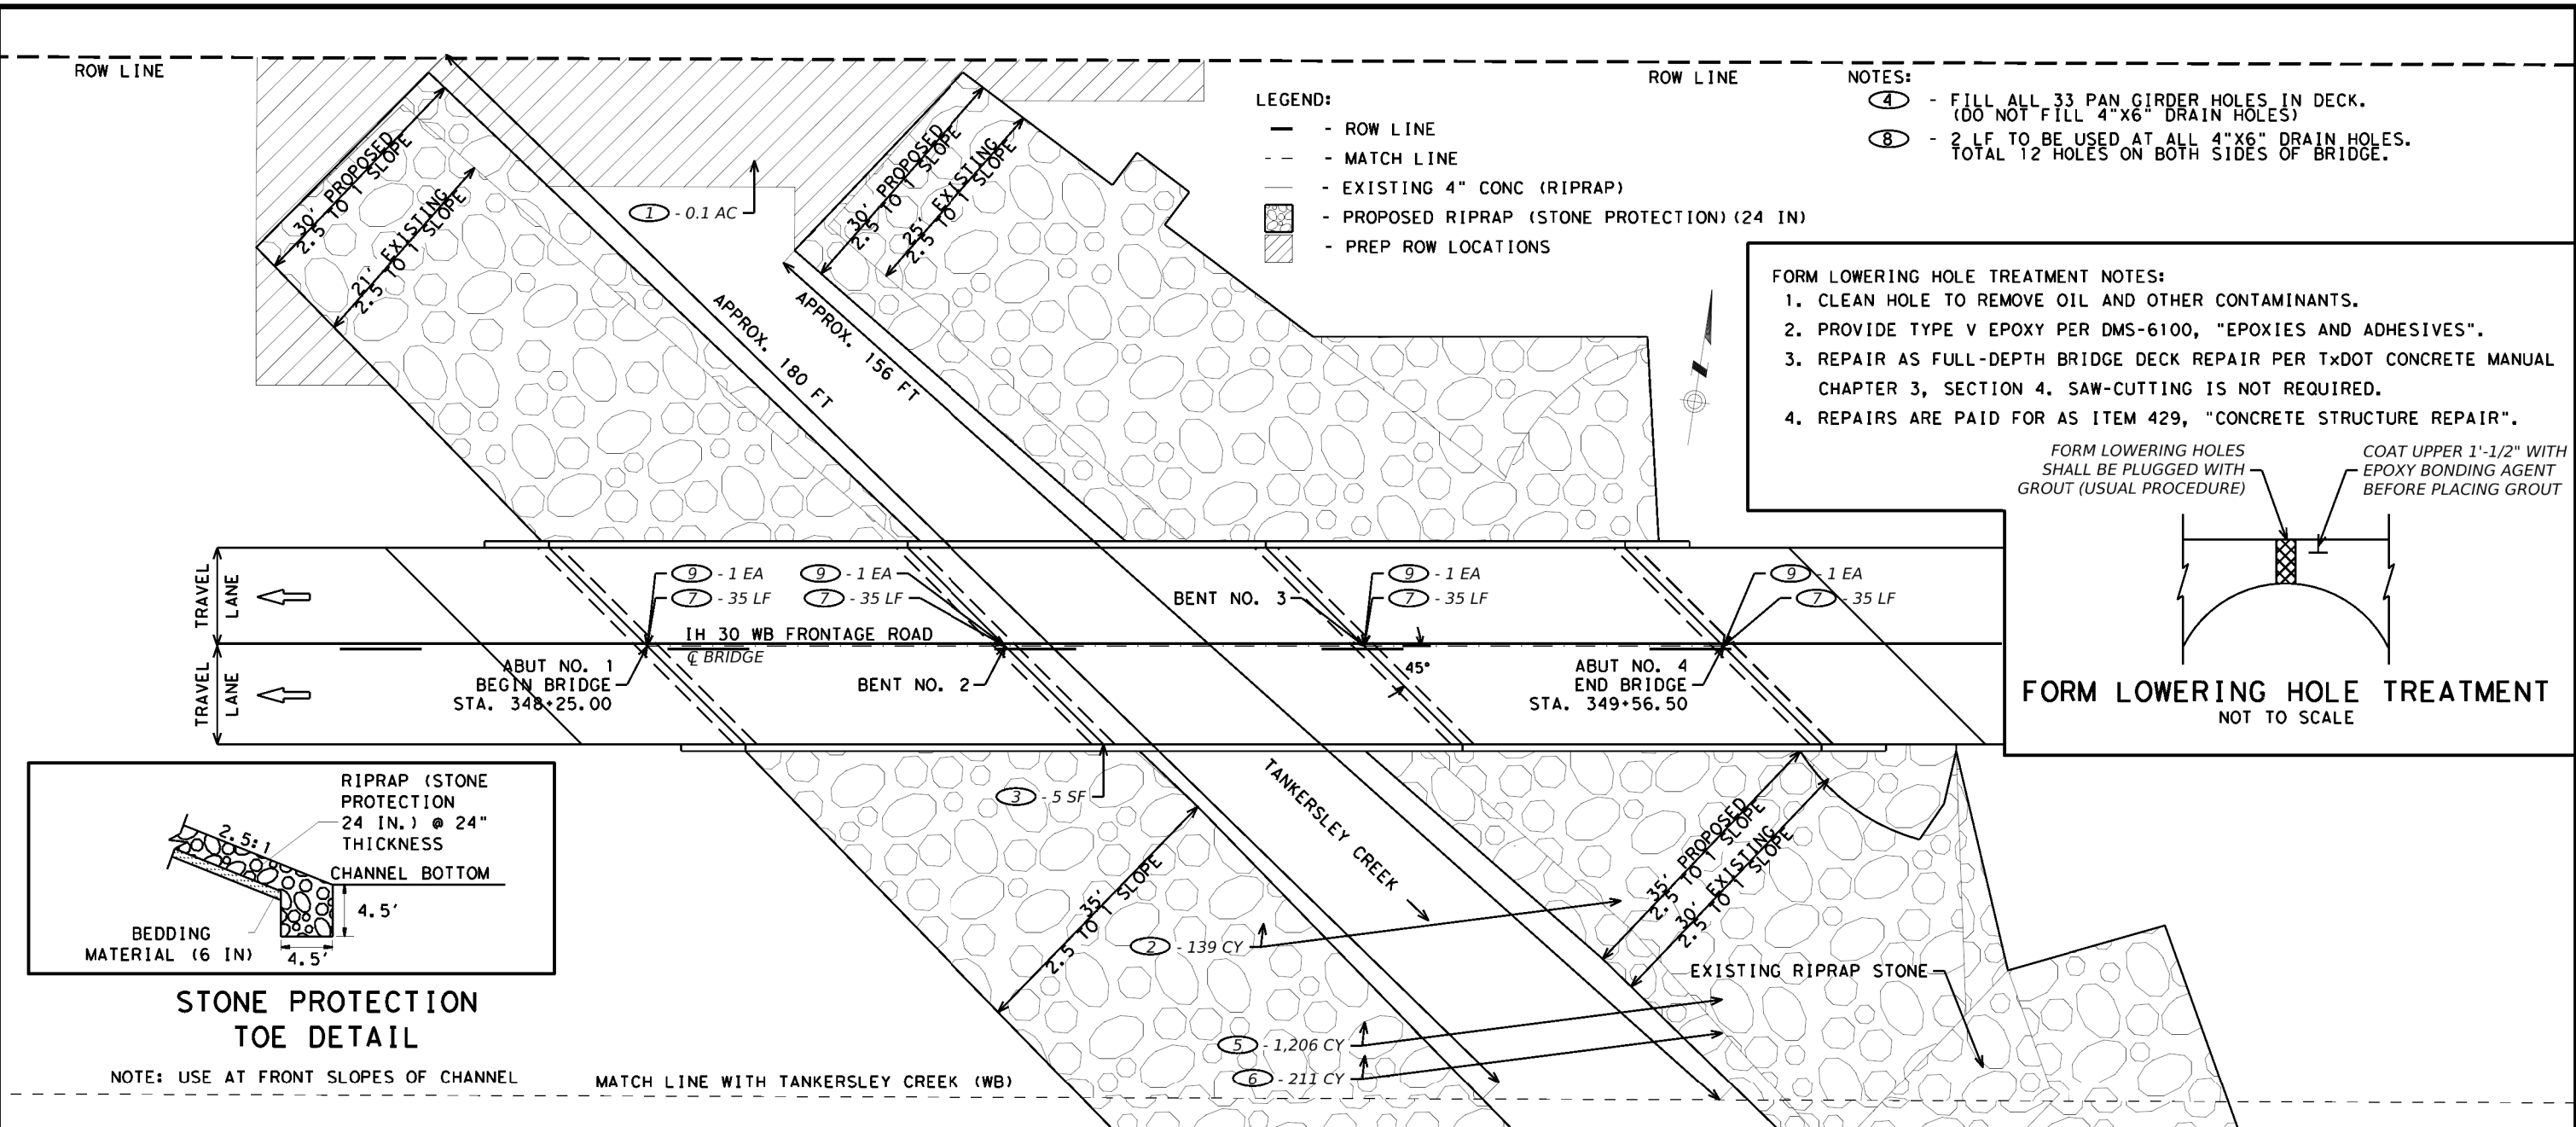 ROW LINE
ROW LINE
NOTES:
4 - FILL ALL 33 PAN GIRDER HOLES IN DECK.
(DO NOT FILL 4"X6" DRAIN HOLES)
8 - 2 LF TO BE USED AT ALL 4"X6" DRAIN HOLES.
TOTAL 12 HOLES ON BOTH SIDES OF BRIDGE.
LEGEND:
- ROW LINE
- MATCH LINE
- EXISTING 4" CONC (RIPRAP)
- PROPOSED RIPRAP (STONE PROTECTION)(24 IN)
- PREP ROW LOCATIONS
30' PROPOSED
2.5 TO 1 SLOPE
21' EXISTING
2.5 TO 1 SLOPE
1 - 0.1 AC
30' PROPOSED
2.5 TO 1 SLOPE
25' EXISTING
2.5 TO 1 SLOPE
APPROX. 180 FT
APPROX. 156 FT
FORM LOWERING HOLE TREATMENT NOTES:
1. CLEAN HOLE TO REMOVE OIL AND OTHER CONTAMINANTS.
2. PROVIDE TYPE V EPOXY PER DMS-6100, "EPOXIES AND ADHESIVES".
3. REPAIR AS FULL-DEPTH BRIDGE DECK REPAIR PER TxDOT CONCRETE MANUAL
CHAPTER 3, SECTION 4. SAW-CUTTING IS NOT REQUIRED.
4. REPAIRS ARE PAID FOR AS ITEM 429, "CONCRETE STRUCTURE REPAIR".
FORM LOWERING HOLES
SHALL BE PLUGGED WITH
GROUT (USUAL PROCEDURE)
COAT UPPER 1'-1/2" WITH
EPOXY BONDING AGENT
BEFORE PLACING GROUT
FORM LOWERING HOLE TREATMENT
NOT TO SCALE
TRAVEL
LANE
TRAVEL
LANE
9 - 1 EA
7 - 35 LF
9 - 1 EA
7 - 35 LF
BENT NO. 3
9 - 1 EA
7 - 35 LF
9 - 1 EA
7 - 35 LF
IH 30 WB FRONTAGE ROAD
℄ BRIDGE
ABUT NO. 1
BEGIN BRIDGE
STA. 348+25.00
BENT NO. 2
45°
ABUT NO. 4
END BRIDGE
STA. 349+56.50
3 - 5 SF
TANKERSLEY CREEK
35'
2.5 TO 1 SLOPE
35' PROPOSED
2.5 TO 1 SLOPE
30' EXISTING
2.5 TO 1 SLOPE
2 - 139 CY
EXISTING RIPRAP STONE
5 - 1,206 CY
6 - 211 CY
RIPRAP (STONE
PROTECTION
24 IN.) @ 24"
THICKNESS
2.5:1
CHANNEL BOTTOM
4.5'
BEDDING
MATERIAL (6 IN)
4.5'
STONE PROTECTION
TOE DETAIL
NOTE: USE AT FRONT SLOPES OF CHANNEL
MATCH LINE WITH TANKERSLEY CREEK (WB)